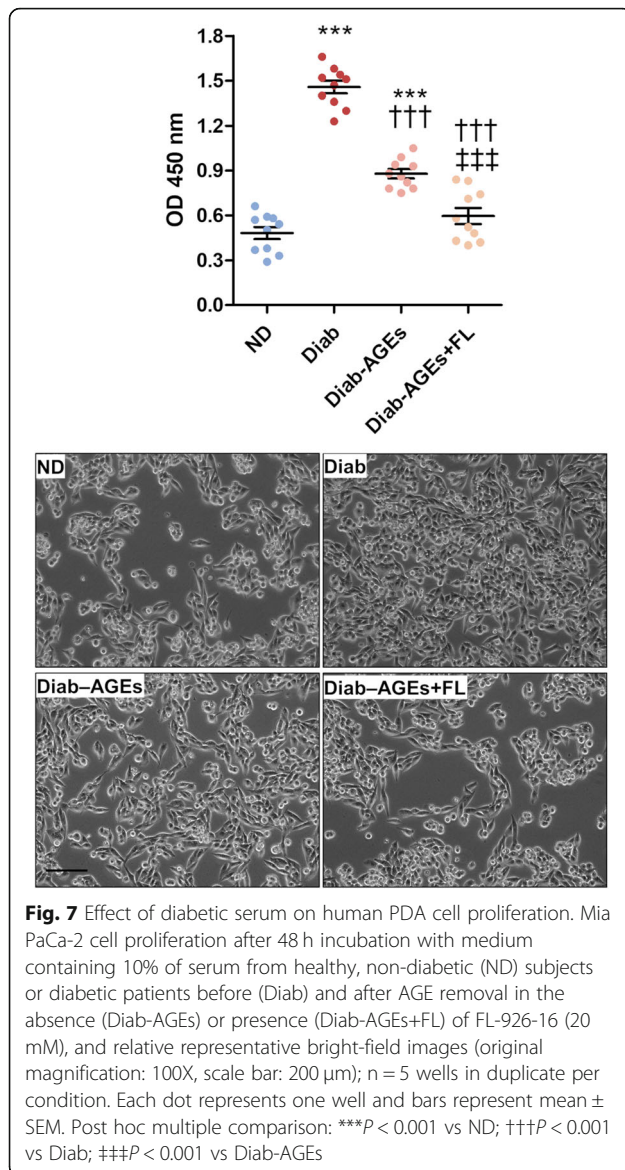 ***
1.8
1.5
***
†††
†††
1.2
‡‡‡
OD 450 nm
0.9
0.6
0.3
0.0
ND
Diab
Diab-AGEs
Diab-AGEs+FL
ND
Diab
Diab–AGEs
Diab–AGEs+FL
Fig. 7 Effect of diabetic serum on human PDA cell proliferation. Mia
PaCa-2 cell proliferation after 48 h incubation with medium
containing 10% of serum from healthy, non-diabetic (ND) subjects
or diabetic patients before (Diab) and after AGE removal in the
absence (Diab-AGEs) or presence (Diab-AGEs+FL) of FL-926-16 (20
mM), and relative representative bright-field images (original
magnification: 100X, scale bar: 200 μm); n = 5 wells in duplicate per
condition. Each dot represents one well and bars represent mean ±
SEM. Post hoc multiple comparison: ***P < 0.001 vs ND; †††P < 0.001
vs Diab; ‡‡‡P < 0.001 vs Diab-AGEs